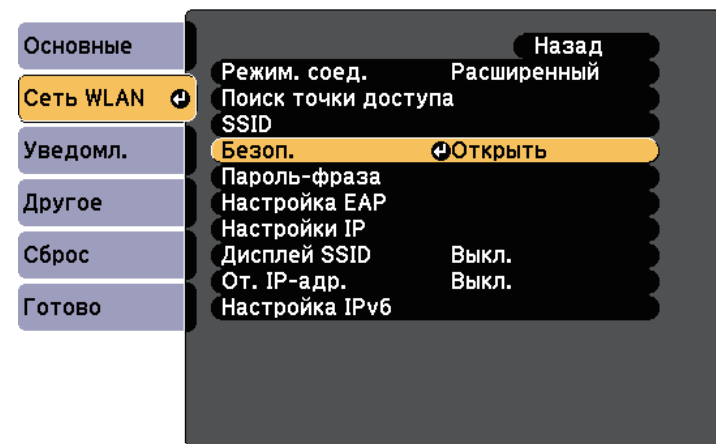 Основные
Сеть WLAN
Уведомл.
Другое
Сброс
Готово
Назад
Режим. соед. Расширенный
Поиск точки доступа
SSID
Безоп. Открыть
Пароль-фраза
Настройка EAP
Настройки IP
Дисплей SSID Выкл.
От. IP-адр. Выкл.
Настройка IPv6